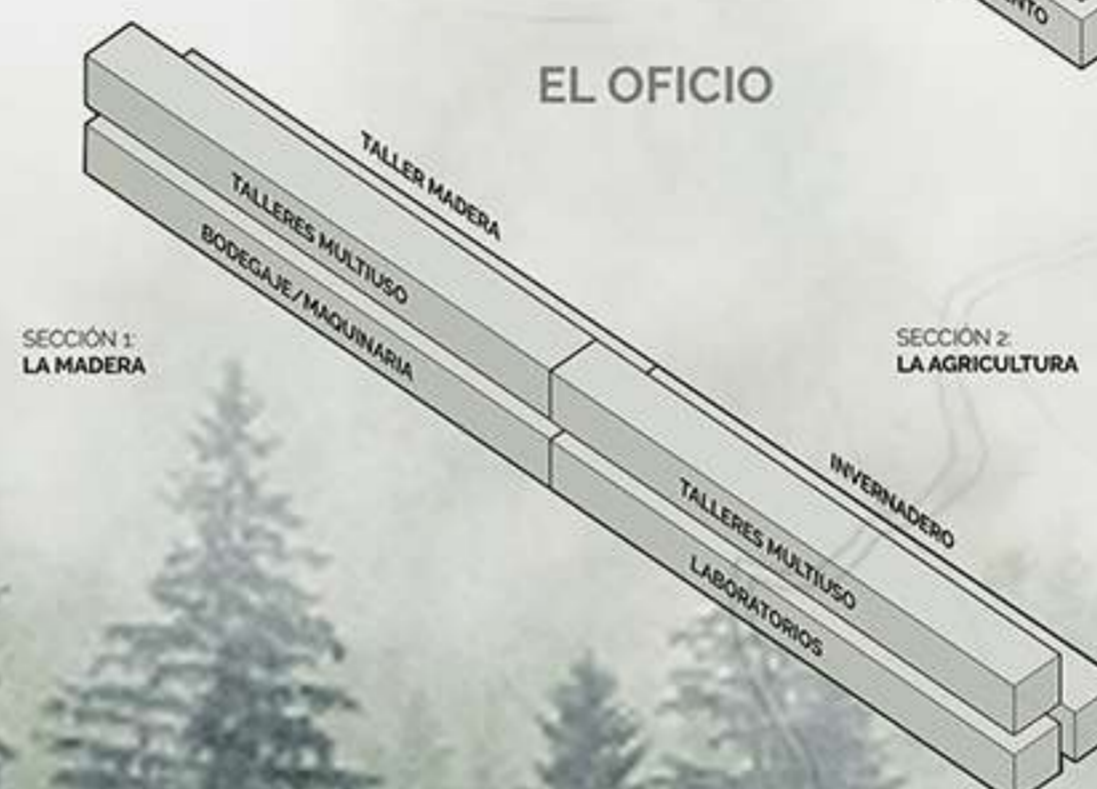 EL OFICIO
TALLER MADERA
TALLERES MULTIUSO
BODEGAJE/MAQUINARIA
SECCIÓN 1:
LA MADERA
SECCIÓN 2:
LA AGRICULTURA
INVERNADERO
TALLERES MULTIUSO
LABORATORIOS